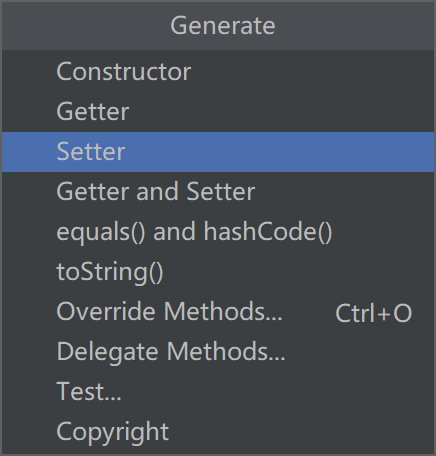 Generate
Constructor
Getter
Setter
Getter and Setter
equals() and hashCode()
toString()
Override Methods... Ctrl+O
Delegate Methods...
Test...
Copyright